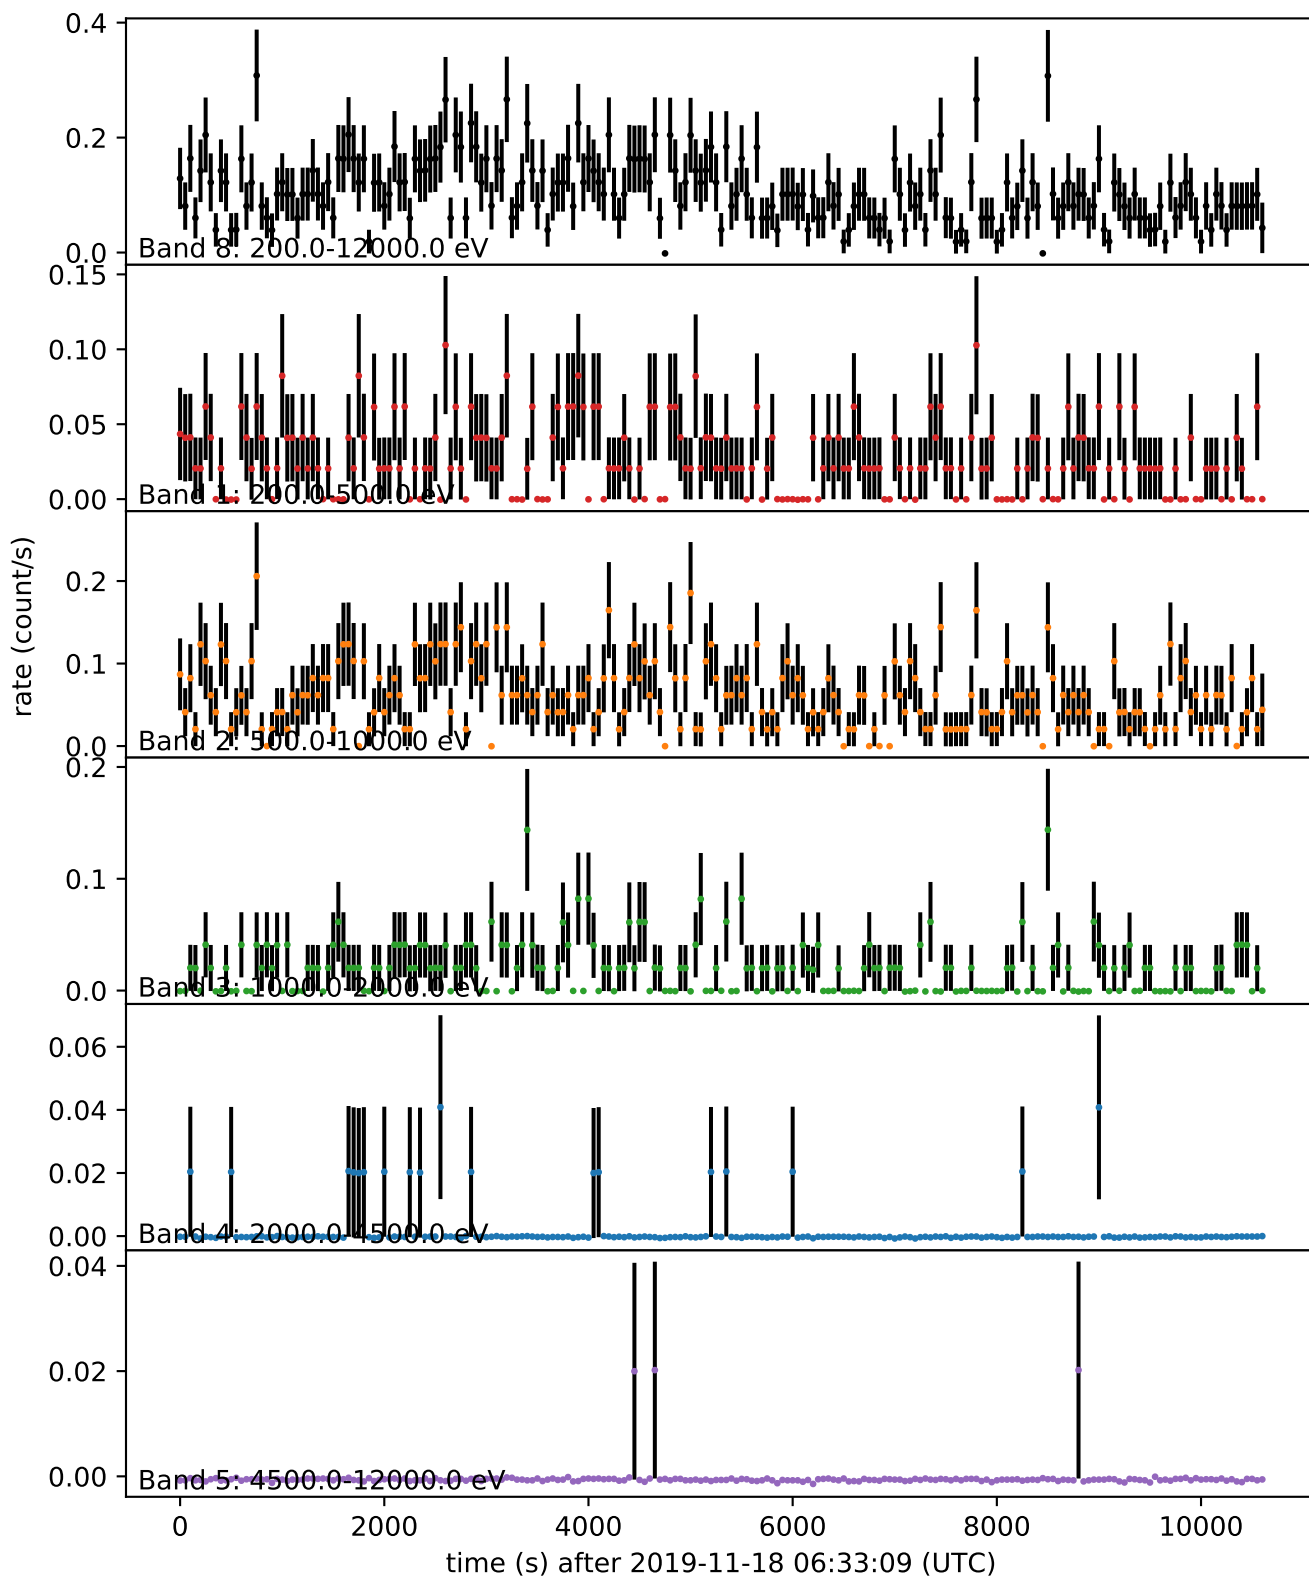 0.4
0.2
0.0
Band 8: 200.0-12000.0 eV
0.15
0.10
0.05
0.00
Band 1: 200.0-500.0 eV
0.2
0.1
0.0
Band 2: 500.0-1000.0 eV
rate (count/s)
0.2
0.1
0.0
Band 3: 1000.0-2000.0 eV
0.06
0.04
0.02
0.00
Band 4: 2000.0-4500.0 eV
0.04
0.02
0.00
Band 5: 4500.0-12000.0 eV
0 2000 4000 6000 8000 10000
time (s) after 2019-11-18 06:33:09 (UTC)